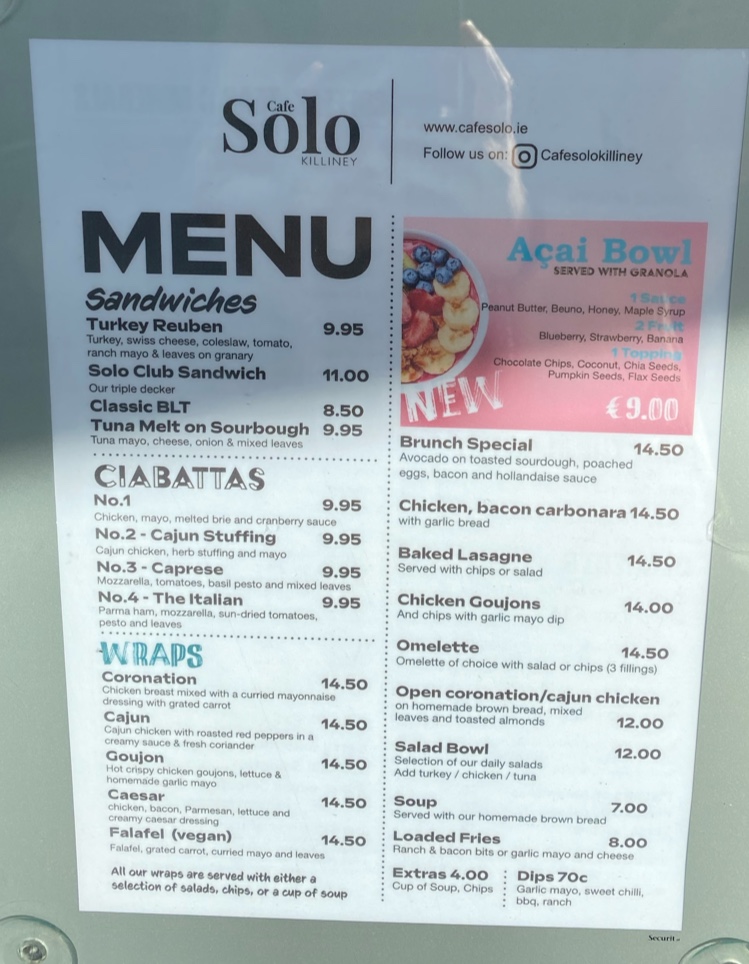 Cafe
Solo
KILLINEY
www.cafesolo.ie
Follow us on: Cafesolokilliney
MENU
Sandwiches
Turkey Reuben 9.95
Turkey, swiss cheese, coleslaw, tomato,
ranch mayo & leaves on granary
Solo Club Sandwich 11.00
Our triple decker
Classic BLT 8.50
Tuna Melt on Sourbough 9.95
Tuna mayo, cheese, onion & mixed leaves
CIABATTAS
No.1 9.95
Chicken, mayo, melted brie and cranberry sauce
No.2 - Cajun Stuffing 9.95
Cajun chicken, herb stuffing and mayo
No.3 - Caprese 9.95
Mozzarella, tomatoes, basil pesto and mixed leaves
No.4 - The Italian 9.95
Parma ham, mozzarella, sun-dried tomatoes,
pesto and leaves
WRAPS
Coronation 14.50
Chicken breast mixed with a curried mayonnaise
dressing with grated carrot
Cajun 14.50
Cajun chicken with roasted red peppers in a
creamy sauce & fresh coriander
Goujon 14.50
Hot crispy chicken goujons, lettuce &
homemade garlic mayo
Caesar 14.50
chicken, bacon, Parmesan, lettuce and
creamy caesar dressing
Falafel (vegan) 14.50
Falafel, grated carrot, curried mayo and leaves
All our wraps are served with either a
selection of salads, chips, or a cup of soup
Açai Bowl
SERVED WITH GRANOLA
1 Sauce
Peanut Butter, Beuno, Honey, Maple Syrup
2 Fruit
Blueberry, Strawberry, Banana
1 Topping
Chocolate Chips, Coconut, Chia Seeds,
Pumpkin Seeds, Flax Seeds
NEW
€9.00
Brunch Special 14.50
Avocado on toasted sourdough, poached
eggs, bacon and hollandaise sauce
Chicken, bacon carbonara 14.50
with garlic bread
Baked Lasagne 14.50
Served with chips or salad
Chicken Goujons 14.00
And chips with garlic mayo dip
Omelette 14.50
Omelette of choice with salad or chips (3 fillings)
Open coronation/cajun chicken
on homemade brown bread, mixed
leaves and toasted almonds 12.00
Salad Bowl 12.00
Selection of our daily salads
Add turkey / chicken / tuna
Soup 7.00
Served with our homemade brown bread
Loaded Fries 8.00
Ranch & bacon bits or garlic mayo and cheese
Extras 4.00
Cup of Soup, Chips
Dips 70c
Garlic mayo, sweet chilli,
bbq, ranch
Securit